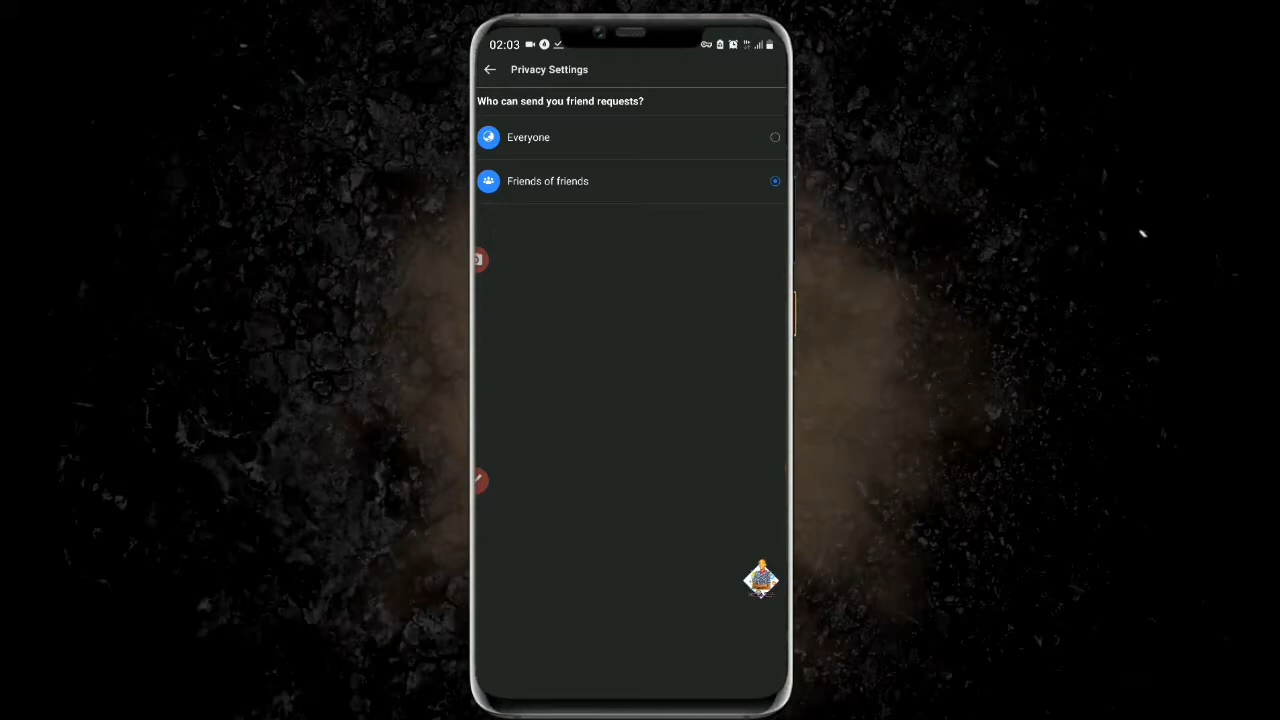 02:03
Privacy Settings
Who can send you friend requests?
Everyone
Friends of friends